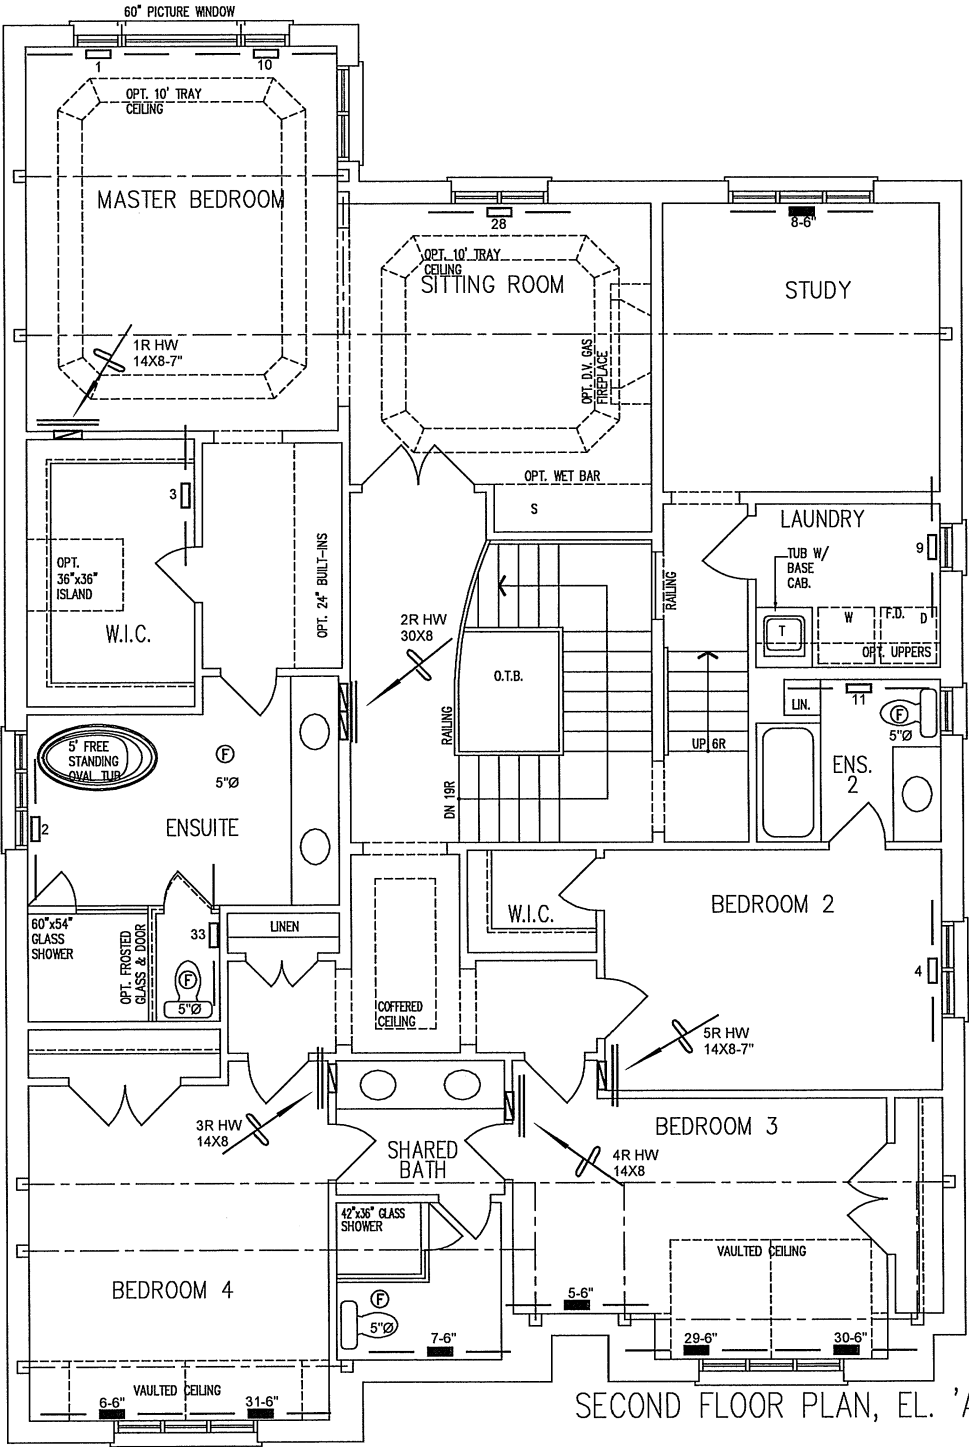 60" PICTURE WINDOW
1
10
OPT. 10' TRAY
CEILING
MASTER BEDROOM
28
8-6"
OPT. 10' TRAY
CEILING
SITTING ROOM
STUDY
1R HW
14X8-7"
OPT. D.V. GAS
FIREPLACE
OPT. WET BAR
S
3
LAUNDRY
9
TUB W/
BASE
CAB.
OPT.
36"x36"
ISLAND
OPT. 24" BUILT-INS
RAILING
W.I.C.
2R HW
30X8
T
W
F.D.
D
OPT. UPPERS
O.T.B.
RAILING
UP 6R
LIN.
11
F
5"Ø
5' FREE
STANDING
OVAL TUB
F
5"Ø
ENS.
2
DN 19R
2
ENSUITE
BEDROOM 2
W.I.C.
60"x54"
GLASS
SHOWER
OPT. FROSTED
GLASS & DOOR
33
LINEN
F
5"Ø
4
COFFERED
CEILING
5R HW
14X8-7"
3R HW
14X8
BEDROOM 3
SHARED
BATH
4R HW
14X8
42"x36" GLASS
SHOWER
VAULTED CEILING
BEDROOM 4
F
5"Ø
5-6"
7-6"
29-6"
30-6"
VAULTED CEILING
6-6"
31-6"
SECOND FLOOR PLAN, EL. 'A